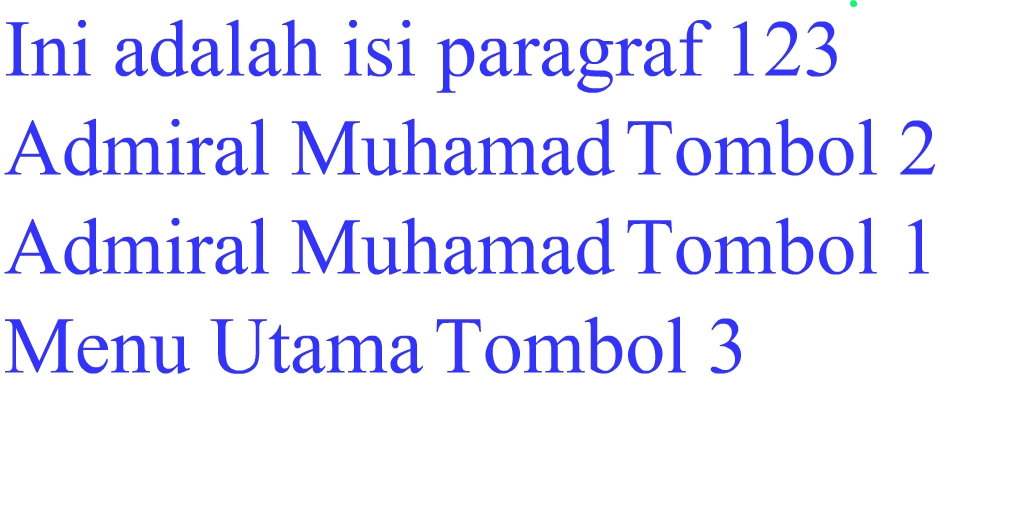 Ini adalah isi paragraf 123
Admiral Muhamad Tombol 2
Admiral Muhamad Tombol 1
Menu Utama Tombol 3